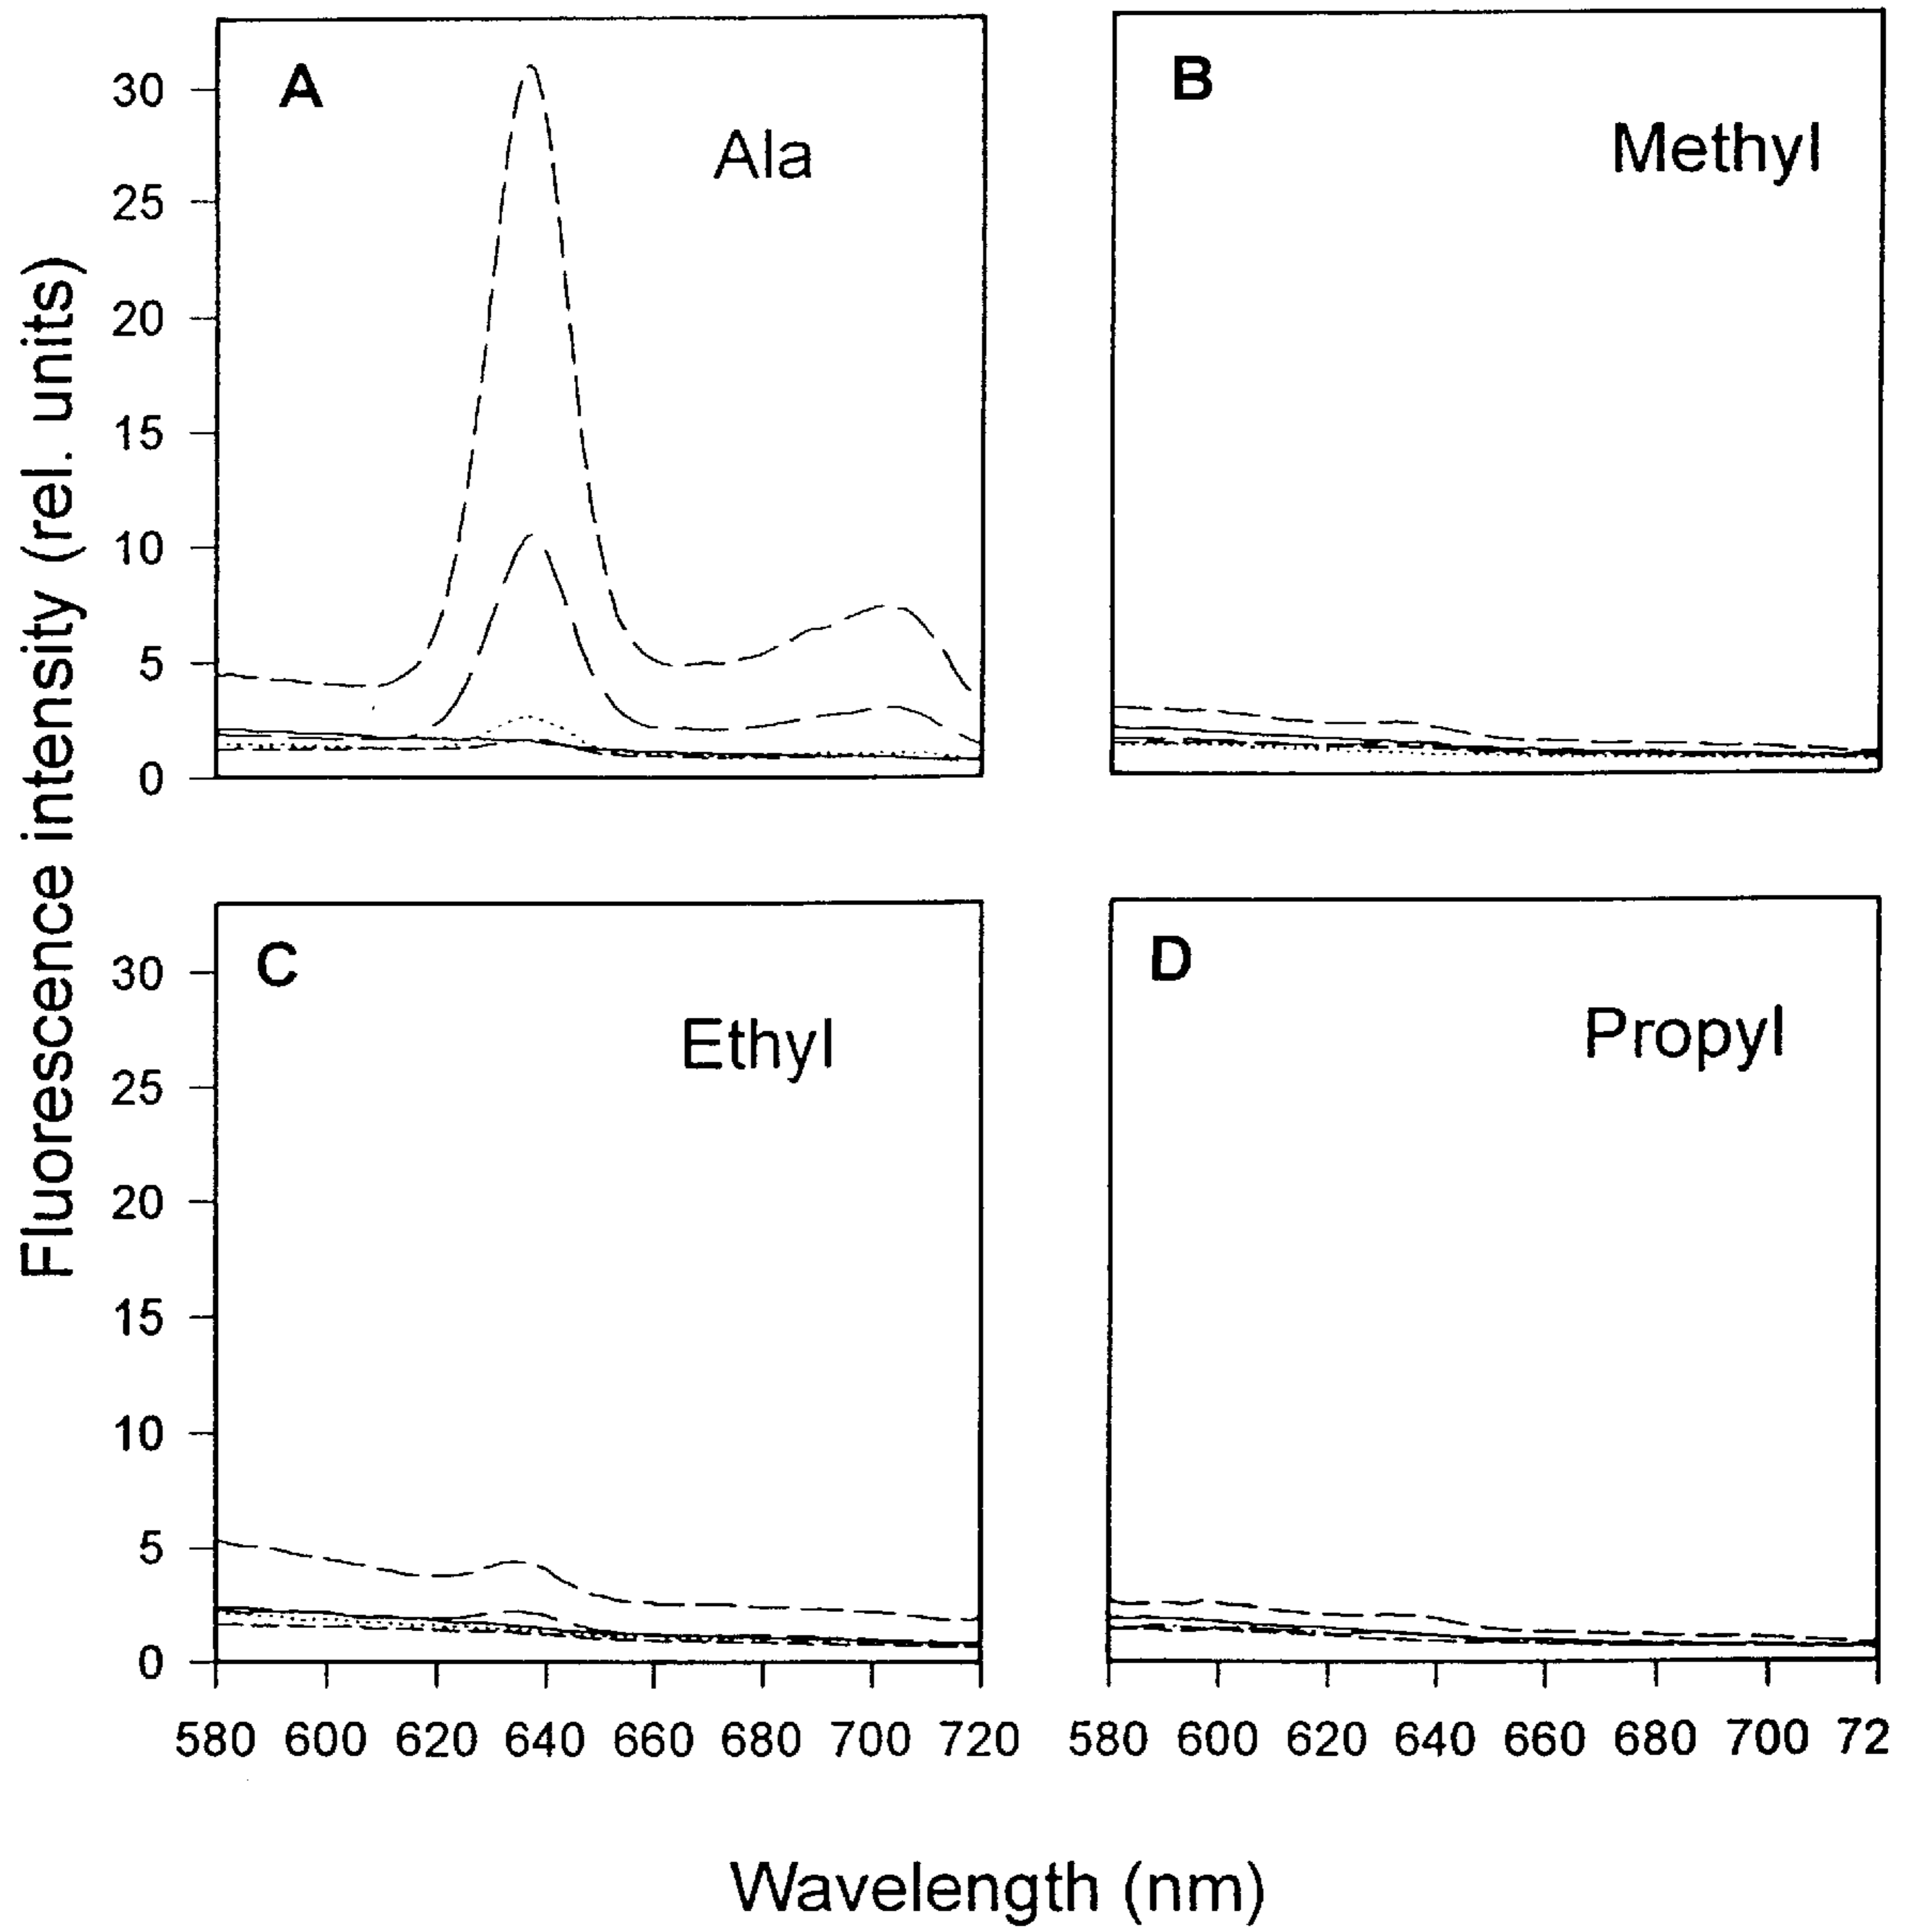 Fluorescence intensity (rel. units)
A
Ala
30
25
20
15
10
5
0
B
Methyl
C
Ethyl
30
25
20
15
10
5
0
580 600 620 640 660 680 700 720
D
Propyl
580 600 620 640 660 680 700 72
Wavelength (nm)